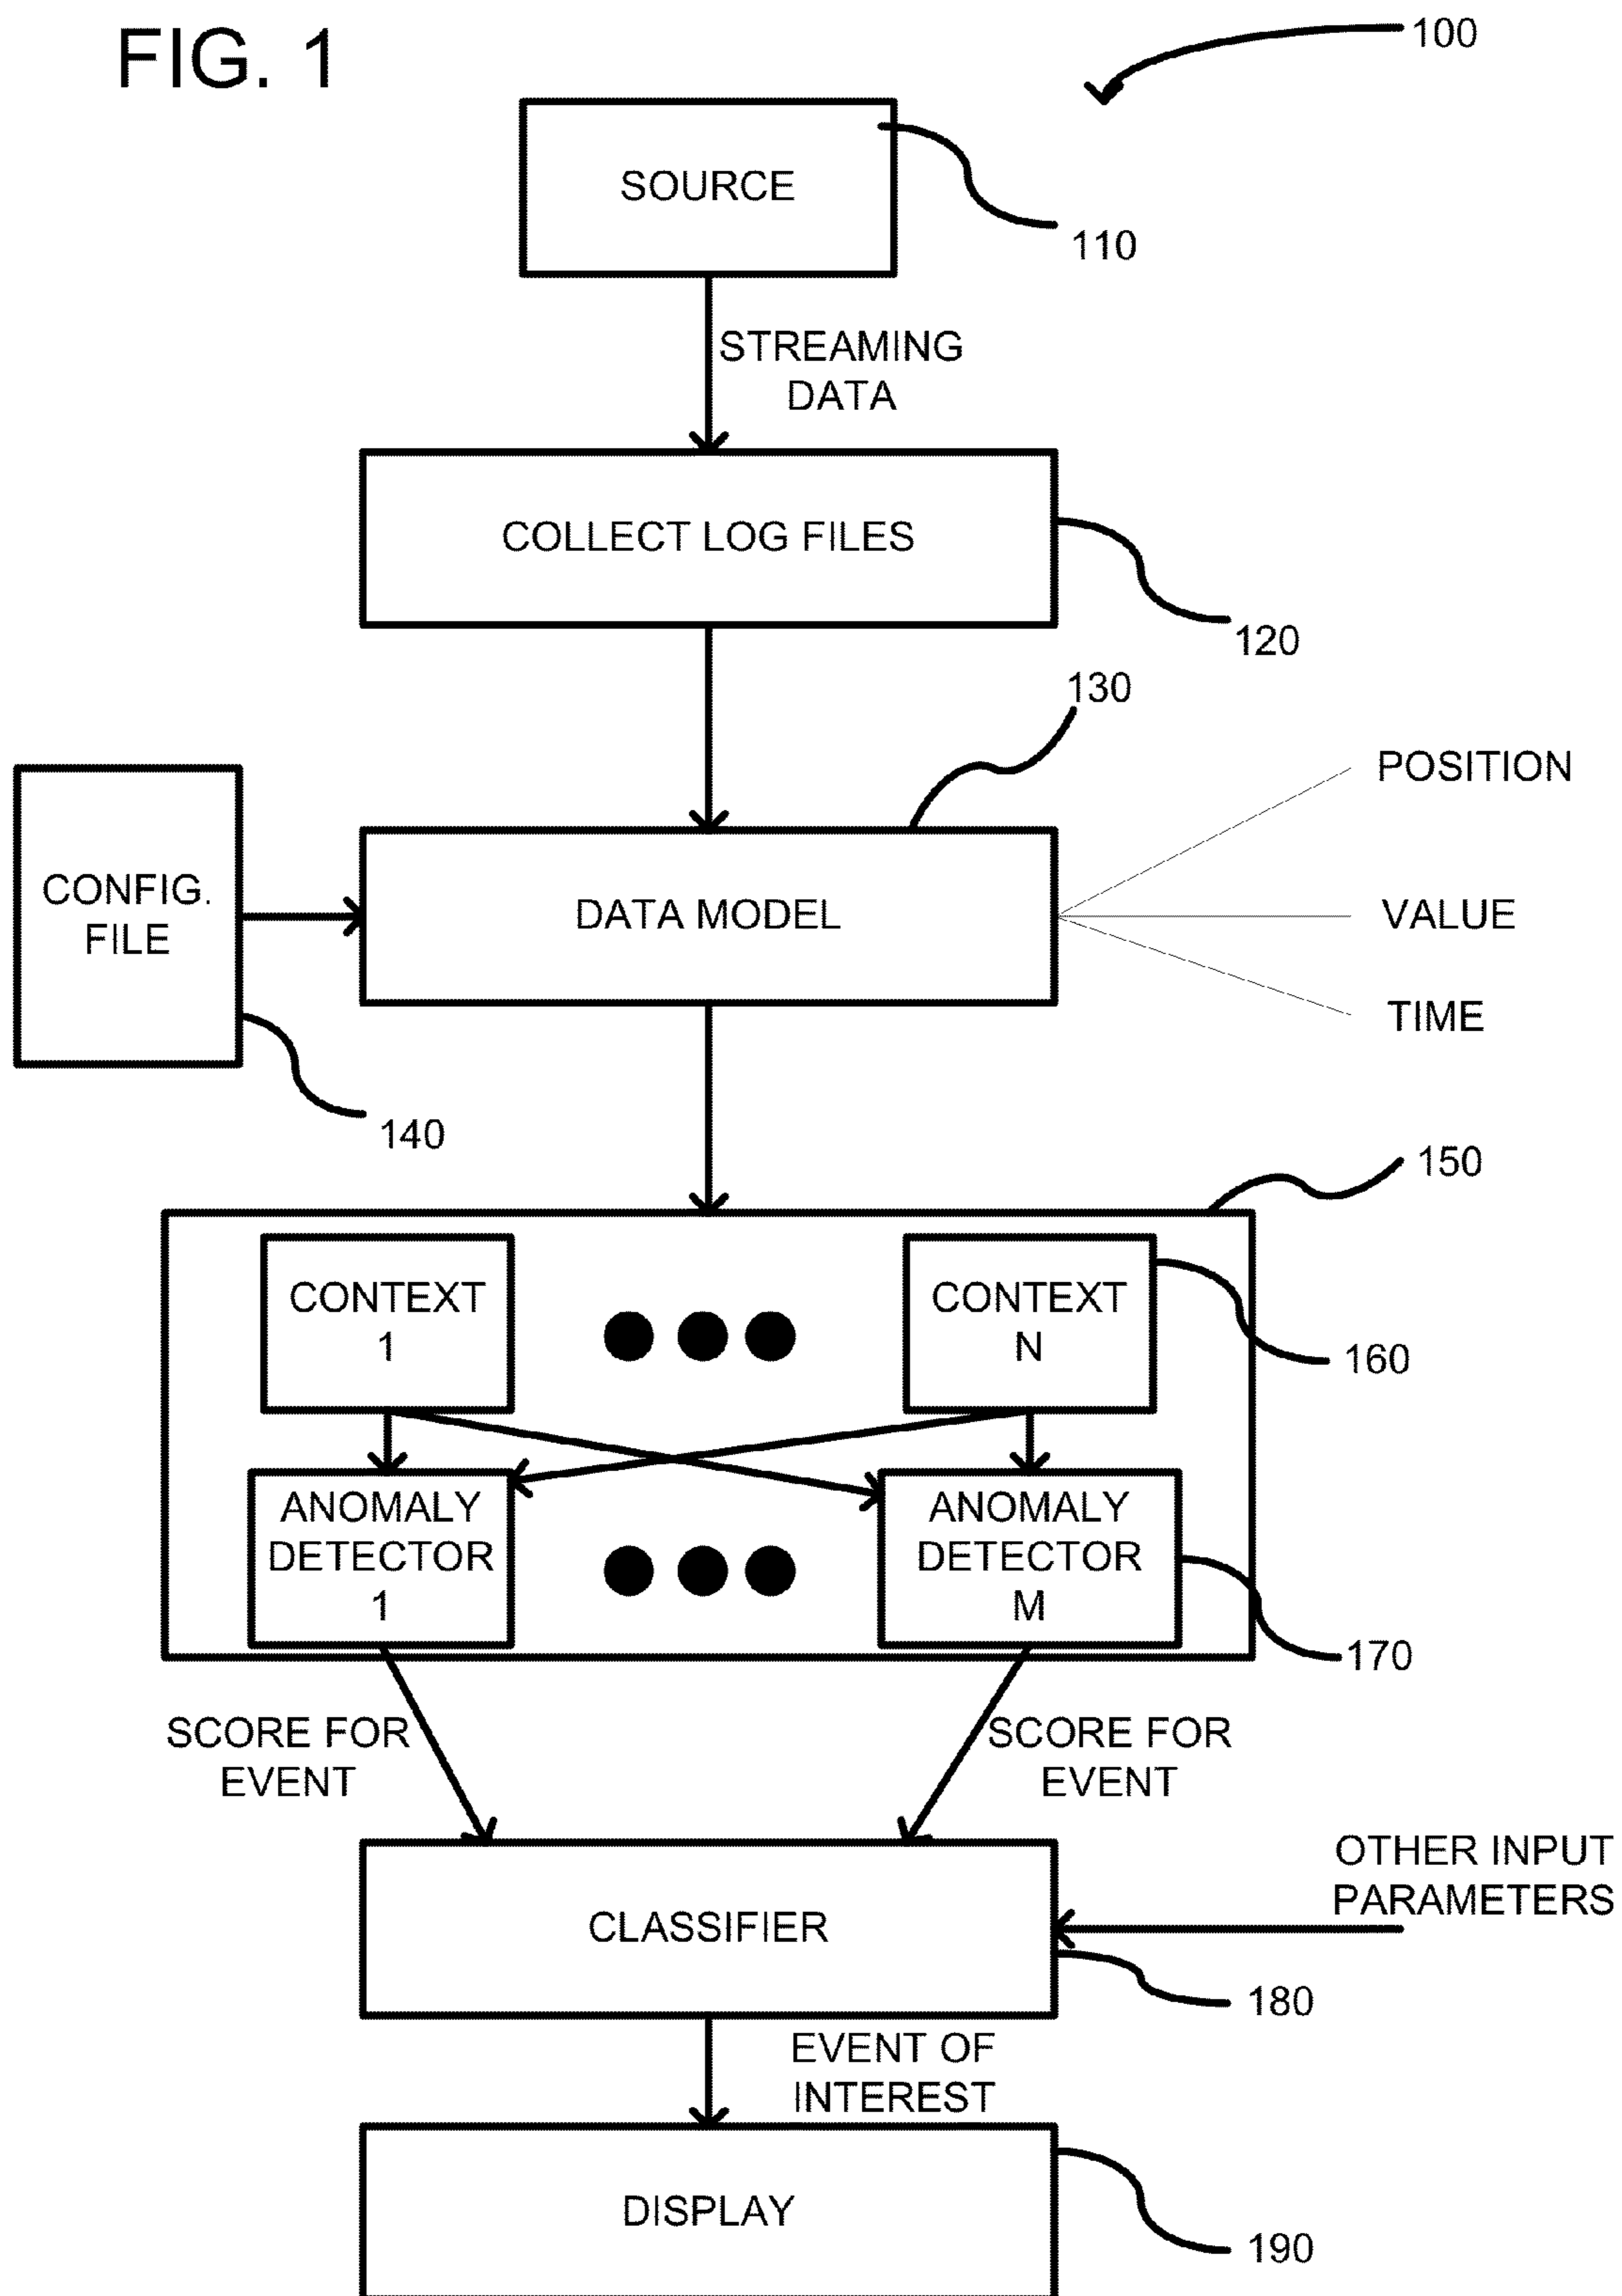 FIG. 1
100
SOURCE
110
STREAMING
DATA
COLLECT LOG FILES
120
130
POSITION
CONFIG.
FILE
DATA MODEL
VALUE
TIME
140
150
CONTEXT
1
CONTEXT
N
160
ANOMALY
DETECTOR
1
ANOMALY
DETECTOR
M
170
SCORE FOR
EVENT
SCORE FOR
EVENT
OTHER INPUT
PARAMETERS
CLASSIFIER
180
EVENT OF
INTEREST
DISPLAY
190